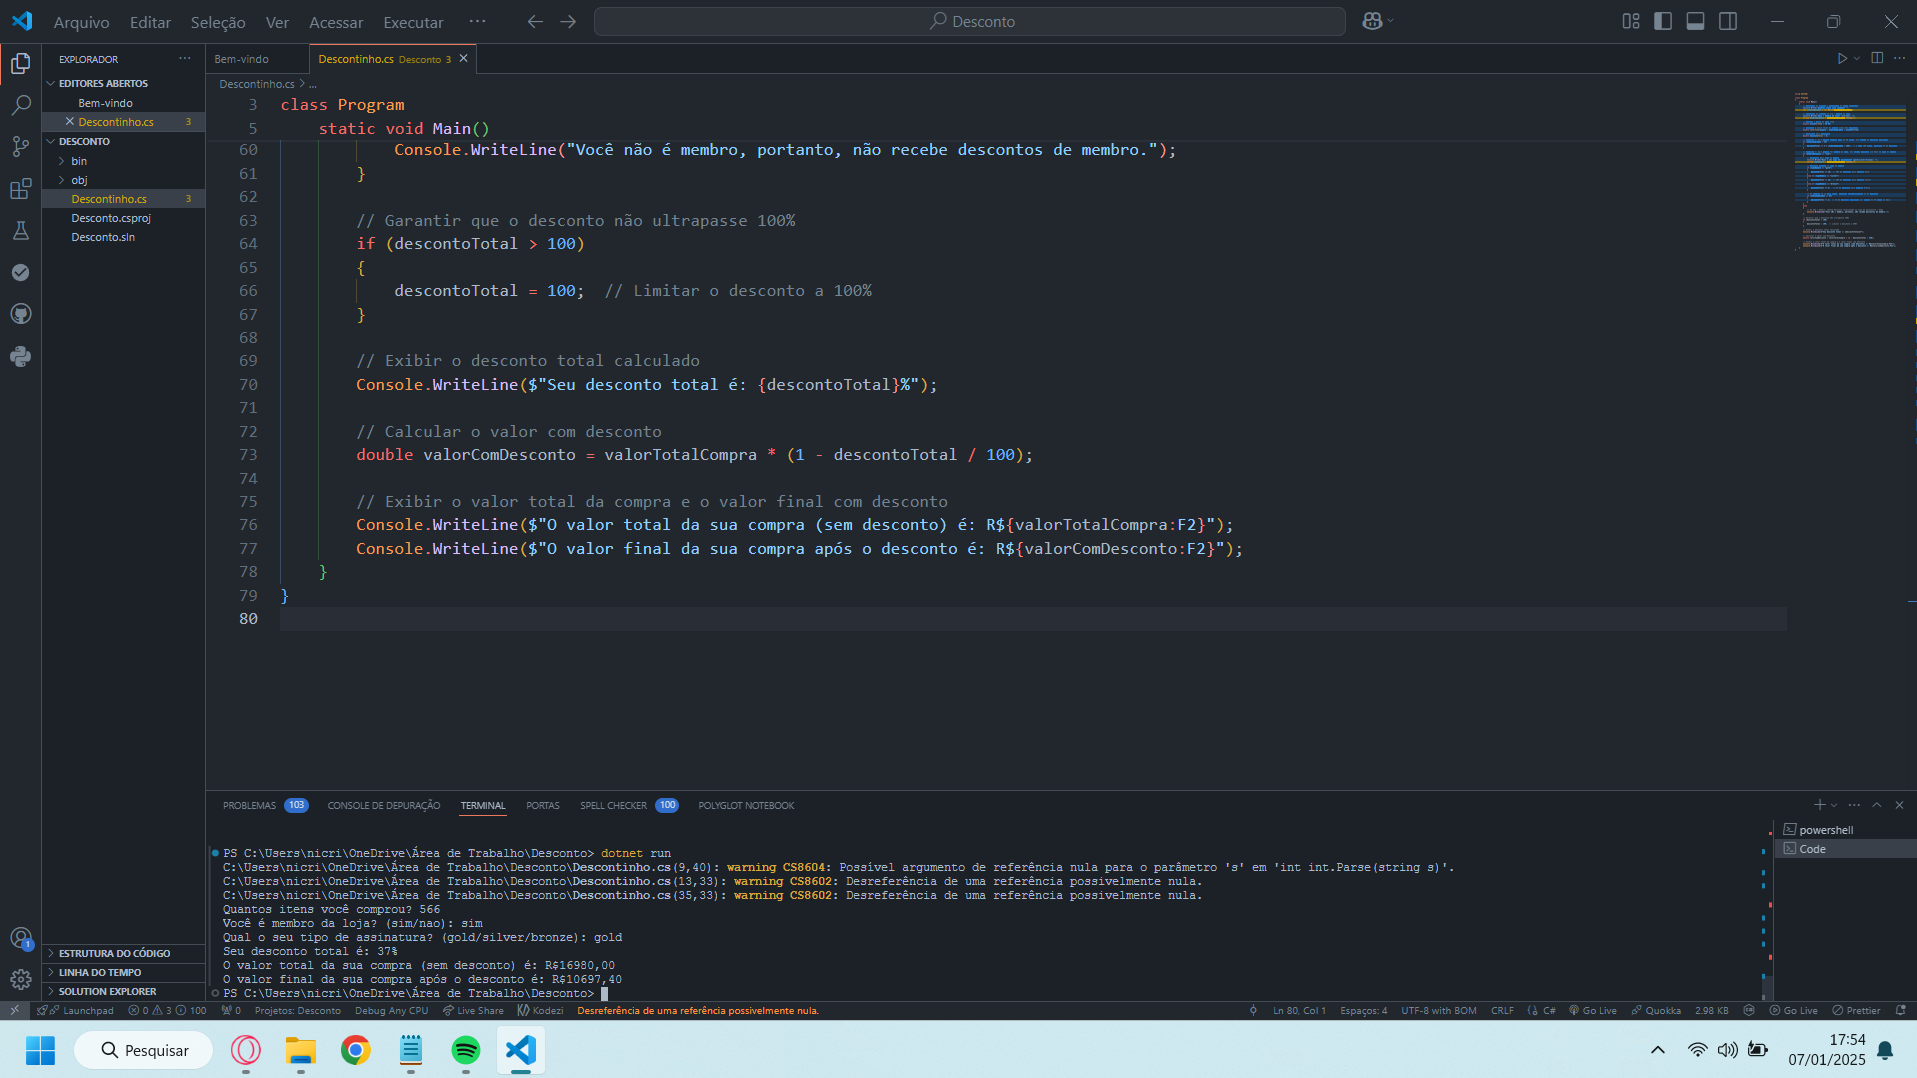 Arquivo Editar Seleção Ver Acessar Executar ··· Desconto
EXPLORADOR ···
EDITORES ABERTOS
Bem-vindo
Descontinho.cs 3
DESCONTO
bin
obj
Descontinho.cs 3
Desconto.csproj
Desconto.sln
ESTRUTURA DO CÓDIGO
LINHA DO TEMPO
SOLUTION EXPLORER
Bem-vindo Descontinho.cs Desconto 3
Descontinho.cs > ...
3 class Program
5 static void Main()
60 Console.WriteLine("Você não é membro, portanto, não recebe descontos de membro.");
61 }
62
63 // Garantir que o desconto não ultrapasse 100%
64 if (descontoTotal > 100)
65 {
66 descontoTotal = 100; // Limitar o desconto a 100%
67 }
68
69 // Exibir o desconto total calculado
70 Console.WriteLine($"Seu desconto total é: {descontoTotal}%");
71
72 // Calcular o valor com desconto
73 double valorComDesconto = valorTotalCompra * (1 - descontoTotal / 100);
74
75 // Exibir o valor total da compra e o valor final com desconto
76 Console.WriteLine($"O valor total da sua compra (sem desconto) é: R${valorTotalCompra:F2}");
77 Console.WriteLine($"O valor final da sua compra após o desconto é: R${valorComDesconto:F2}");
78 }
79 }
80
PROBLEMAS 103 CONSOLE DE DEPURAÇÃO TERMINAL PORTAS SPELL CHECKER 100 POLYGLOT NOTEBOOK
powershell
Code
PS C:\Users\nicri\OneDrive\Área de Trabalho\Desconto> dotnet run
C:\Users\nicri\OneDrive\Área de Trabalho\Desconto\Descontinho.cs(9,40): warning CS8604: Possível argumento de referência nula para o parâmetro 's' em 'int int.Parse(string s)'.
C:\Users\nicri\OneDrive\Área de Trabalho\Desconto\Descontinho.cs(13,33): warning CS8602: Desreferência de uma referência possivelmente nula.
C:\Users\nicri\OneDrive\Área de Trabalho\Desconto\Descontinho.cs(35,33): warning CS8602: Desreferência de uma referência possivelmente nula.
Quantos itens você comprou? 566
Você é membro da loja? (sim/nao): sim
Qual o seu tipo de assinatura? (gold/silver/bronze): gold
Seu desconto total é: 37%
O valor total da sua compra (sem desconto) é: R$16980,00
O valor final da sua compra após o desconto é: R$10697,40
PS C:\Users\nicri\OneDrive\Área de Trabalho\Desconto>
1
Launchpad 0 3 100 0 Projetos: Desconto Debug Any CPU Live Share Kodezi Desreferência de uma referência possivelmente nula. Ln 80, Col 1 Espaços: 4 UTF-8 with BOM CRLF C# Go Live Quokka 2.98 KB Go Live Prettier
Pesquisar
17:54
07/01/2025